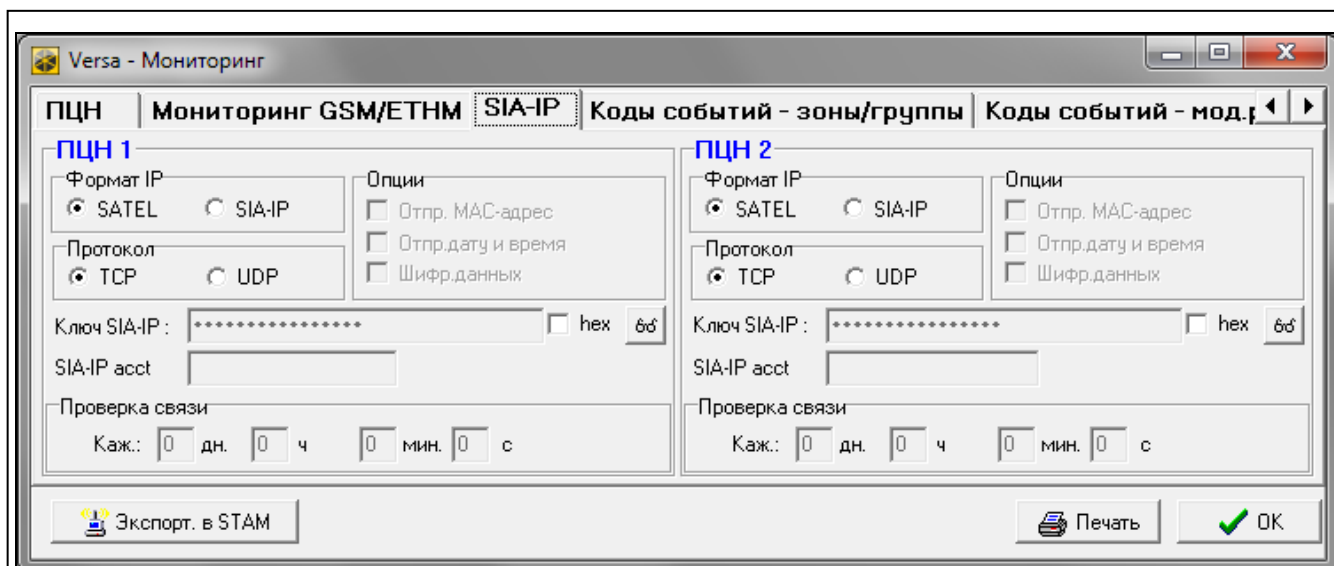 Versa - Мониторинг
ПЦН Мониторинг GSM/ETHM SIA-IP Коды событий - зоны/группы Коды событий - мод.
ПЦН 1
Формат IP
SATEL SIA-IP
Опции
Отпр. МАС-адрес
Отпр.дату и время
Шифр.данных
Протокол
TCP UDP
Ключ SIA-IP : **************** hex
SIA-IP acct
Проверка связи
Каж.: 0 дн. 0 ч 0 мин. 0 с
ПЦН 2
Формат IP
SATEL SIA-IP
Опции
Отпр. МАС-адрес
Отпр.дату и время
Шифр.данных
Протокол
TCP UDP
Ключ SIA-IP : **************** hex
SIA-IP acct
Проверка связи
Каж.: 0 дн. 0 ч 0 мин. 0 с
Экспорт. в STAM Печать OK